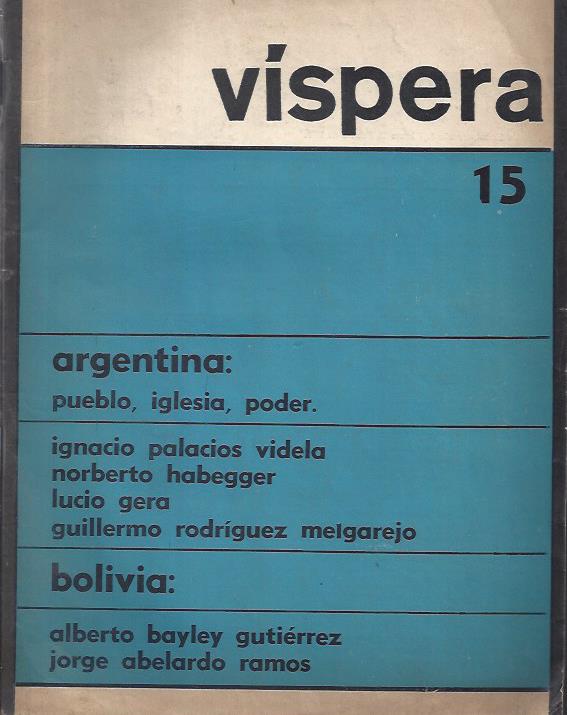 víspera
15
argentina:
pueblo, iglesia, poder.
ignacio palacios videla
norberto habegger
lucio gera
guillermo rodríguez melgarejo
bolivia:
alberto bayley gutiérrez
jorge abelardo ramos